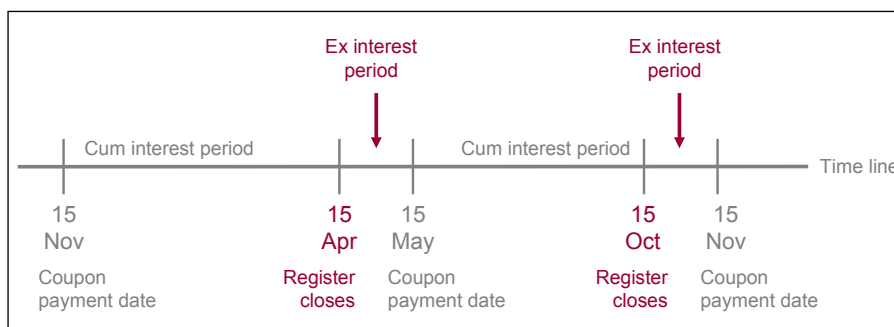 Ex interest
period
Ex interest
period
Cum interest period
Cum interest period
Time line
15
Nov
15
Apr
15
May
15
Oct
15
Nov
Coupon
payment date
Register
closes
Coupon
payment date
Register
closes
Coupon
payment date